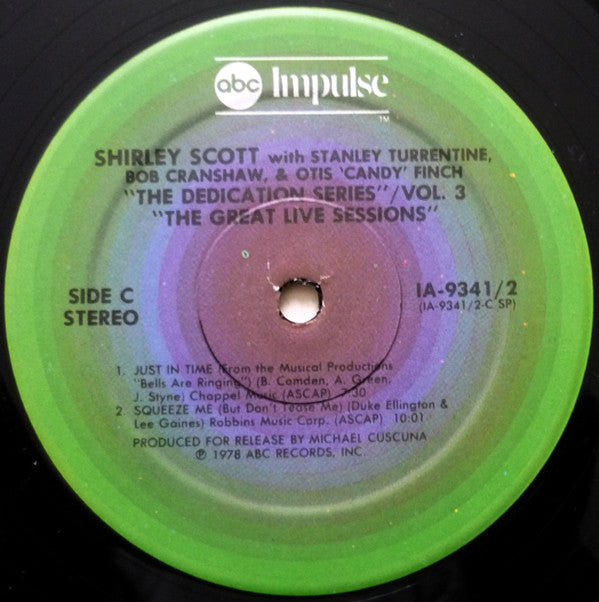 abc Impulse
TM
SHIRLEY SCOTT with STANLEY TURRENTINE,
BOB CRANSHAW, & OTIS 'CANDY' FINCH
"THE DEDICATION SERIES"/VOL. 3
"THE GREAT LIVE SESSIONS"
SIDE C
STEREO
IA-9341/2
(IA-9341/2-C SP)
1. JUST IN TIME (From the Musical Productions
"Bells Are Ringing") (B. Comden, A. Green,
J. Styne) Chappel Music (ASCAP) 7:30
2. SQUEEZE ME (But Don't Tease Me) (Duke Ellington &
Lee Gaines) Robbins Music Corp. (ASCAP) 10:01
PRODUCED FOR RELEASE BY MICHAEL CUSCUNA
℗ 1978 ABC RECORDS, INC